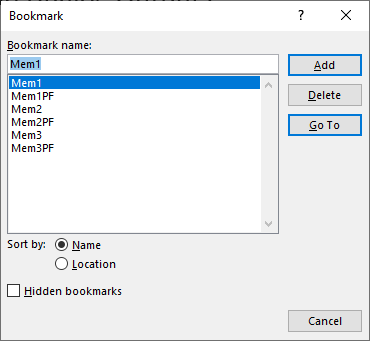 Bookmark
?
Bookmark name:
Mem1
Add
Mem1
Mem1PF
Mem2
Mem2PF
Mem3
Mem3PF
Delete
Go To
Sort by:
Name
Location
Hidden bookmarks
Cancel